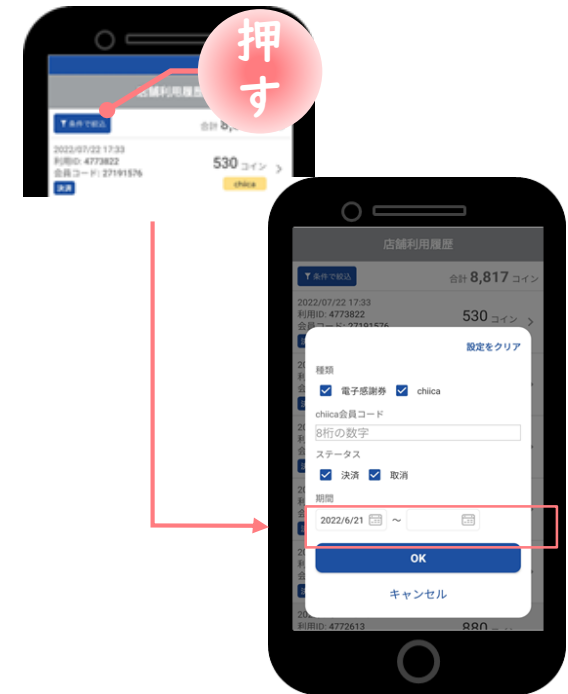 押す
店舗利用履歴
条件で絞込
合計 8,
2022/07/22 17:33
利用ID: 4773822
会員コード: 27191576
530 コイン
決済
chiica
店舗利用履歴
条件で絞込
合計 8,817 コイン
2022/07/22 17:33
利用ID: 4773822
530 コイン
会員コード: 27191576
設定をクリア
種類
電子感謝券 chiica
chiica会員コード
8桁の数字
ステータス
決済 取消
期間
2022/6/21 ～
OK
キャンセル
利用ID: 4772613
880 コイン